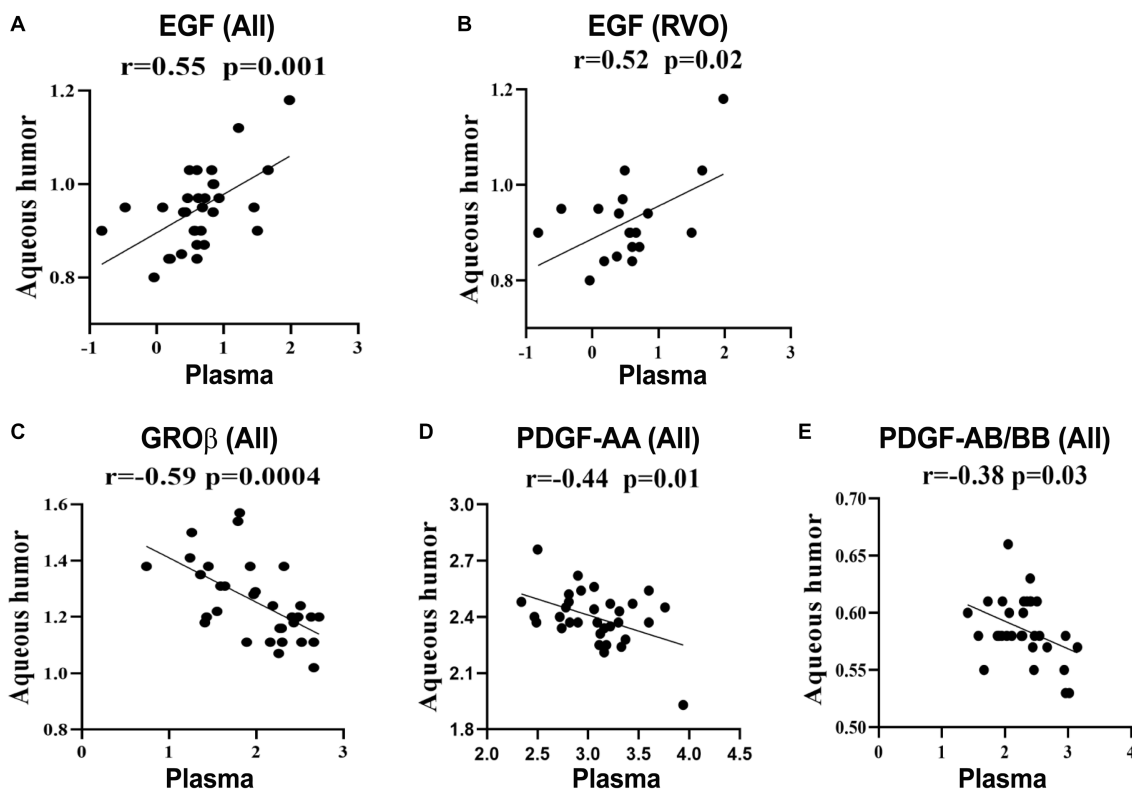 A
EGF (All)
r=0.55 p=0.001
Aqueous humor
1.2
1.0
0.8
-1 0 1 2 3
Plasma
B
EGF (RVO)
r=0.52 p=0.02
Aqueous humor
1.2
1.0
0.8
-1 0 1 2 3
Plasma
C
GROβ (All)
r=-0.59 p=0.0004
Aqueous humor
1.6
1.4
1.2
1.0
0.8
0 1 2 3
Plasma
D
PDGF-AA (All)
r=-0.44 p=0.01
Aqueous humor
3.0
2.7
2.4
2.1
1.8
2.0 2.5 3.0 3.5 4.0 4.5
Plasma
E
PDGF-AB/BB (All)
r=-0.38 p=0.03
Aqueous humor
0.70
0.65
0.60
0.55
0.50
0 1 2 3 4
Plasma